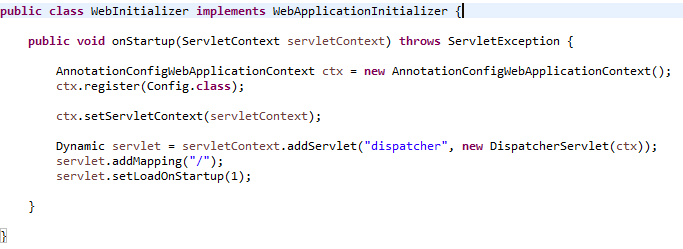 public class WebInitializer implements WebApplicationInitializer {
public void onStartup(ServletContext servletContext) throws ServletException {
AnnotationConfigWebApplicationContext ctx = new AnnotationConfigWebApplicationContext();
ctx.register(Config.class);
ctx.setServletContext(servletContext);
Dynamic servlet = servletContext.addServlet("dispatcher", new DispatcherServlet(ctx));
servlet.addMapping("/");
servlet.setLoadOnStartup(1);
}
}